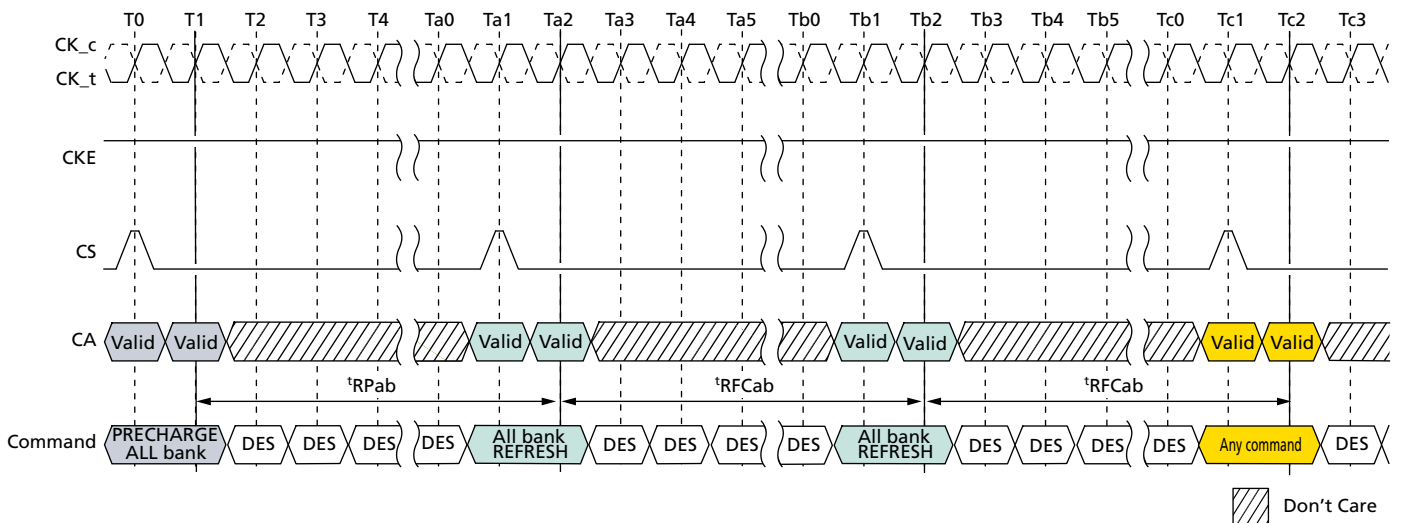 T0 T1 T2 T3 T4 Ta0 Ta1 Ta2 Ta3 Ta4 Ta5 Tb0 Tb1 Tb2 Tb3 Tb4 Tb5 Tc0 Tc1 Tc2 Tc3
CK_c
CK_t
CKE
CS
CA Valid Valid Valid Valid Valid Valid Valid Valid
tRPab tRFCab tRFCab
Command PRECHARGE ALL bank DES DES DES DES All bank REFRESH DES DES DES DES All bank REFRESH DES DES DES DES Any command DES
Don't Care